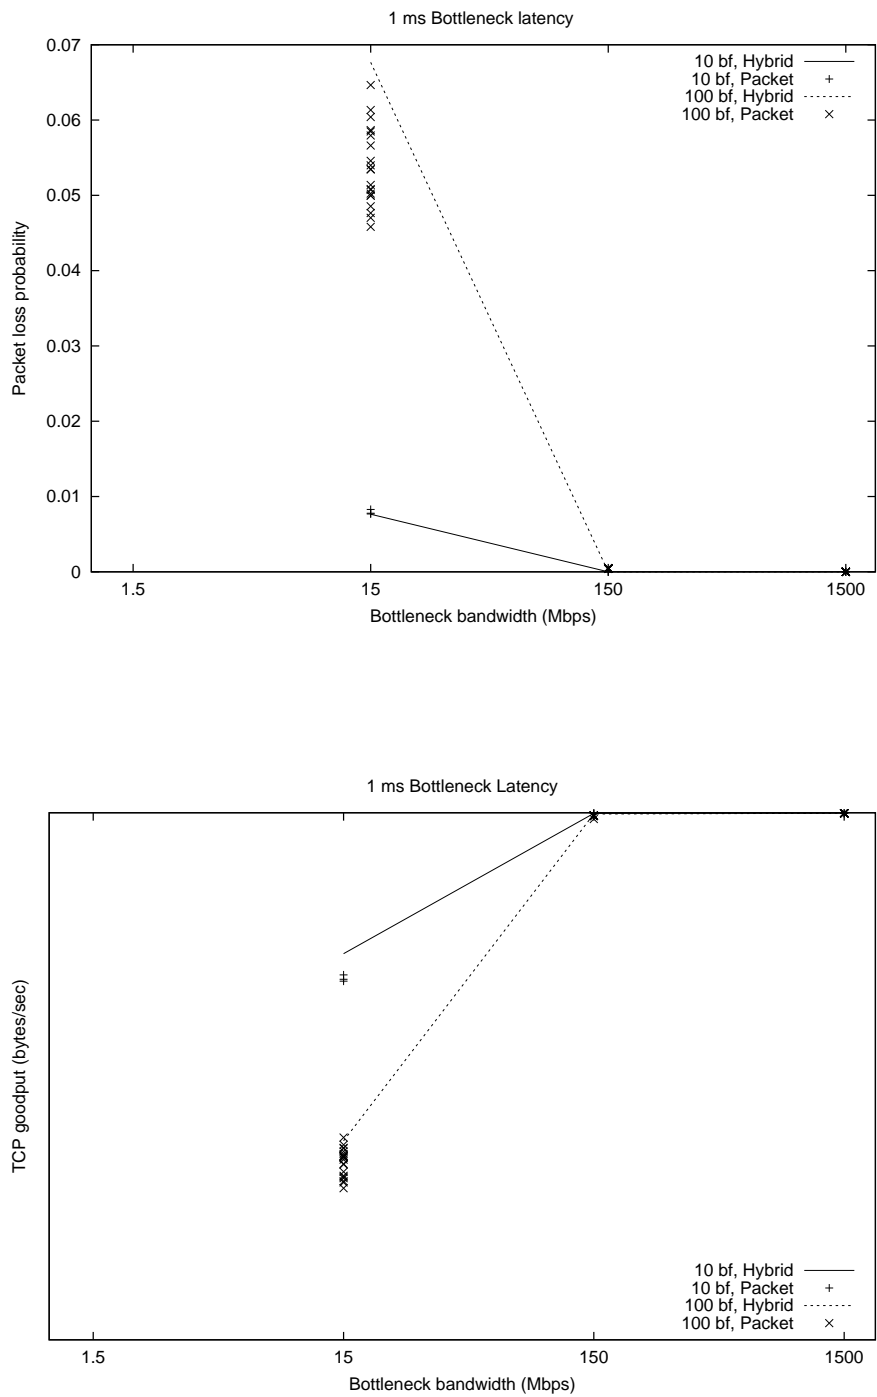 1 ms Bottleneck latency
0.07
0.06
0.05
0.04
0.03
0.02
0.01
0
Packet loss probability
10 bf, Hybrid
10 bf, Packet
100 bf, Hybrid
100 bf, Packet
1.5 15 150 1500
Bottleneck bandwidth (Mbps)
1 ms Bottleneck Latency
TCP goodput (bytes/sec)
10 bf, Hybrid
10 bf, Packet
100 bf, Hybrid
100 bf, Packet
1.5 15 150 1500
Bottleneck bandwidth (Mbps)